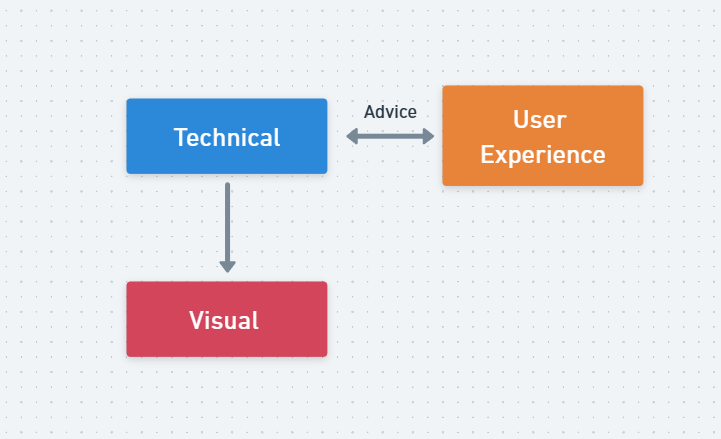 Technical
Advice
User
Experience
Visual